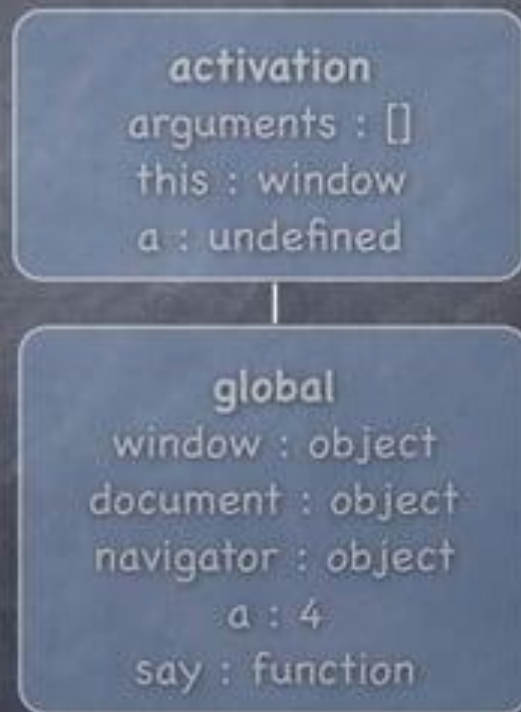 activation
arguments : []
this : window
a : undefined
global
window : object
document : object
navigator : object
a : 4
say : function